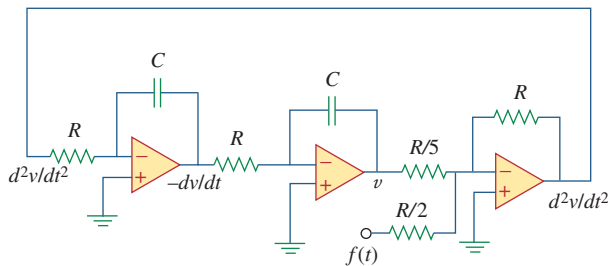 C
R
−
+
d²v/dt²
−dv/dt
R
C
−
+
v
R/5
R/2
f(t)
R
−
+
d²v/dt²